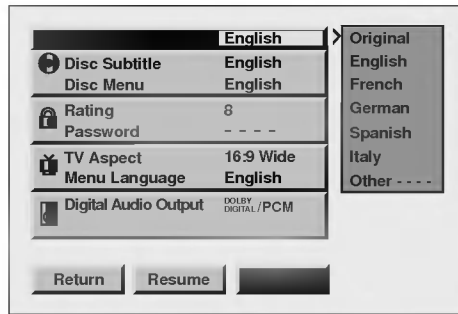 English
Disc Subtitle English
Disc Menu English
Rating 8
Password - - - -
TV Aspect 16:9 Wide
Menu Language English
Digital Audio Output DOLBY DIGITAL /PCM
Original
English
French
German
Spanish
Italy
Other - - - -
Return Resume